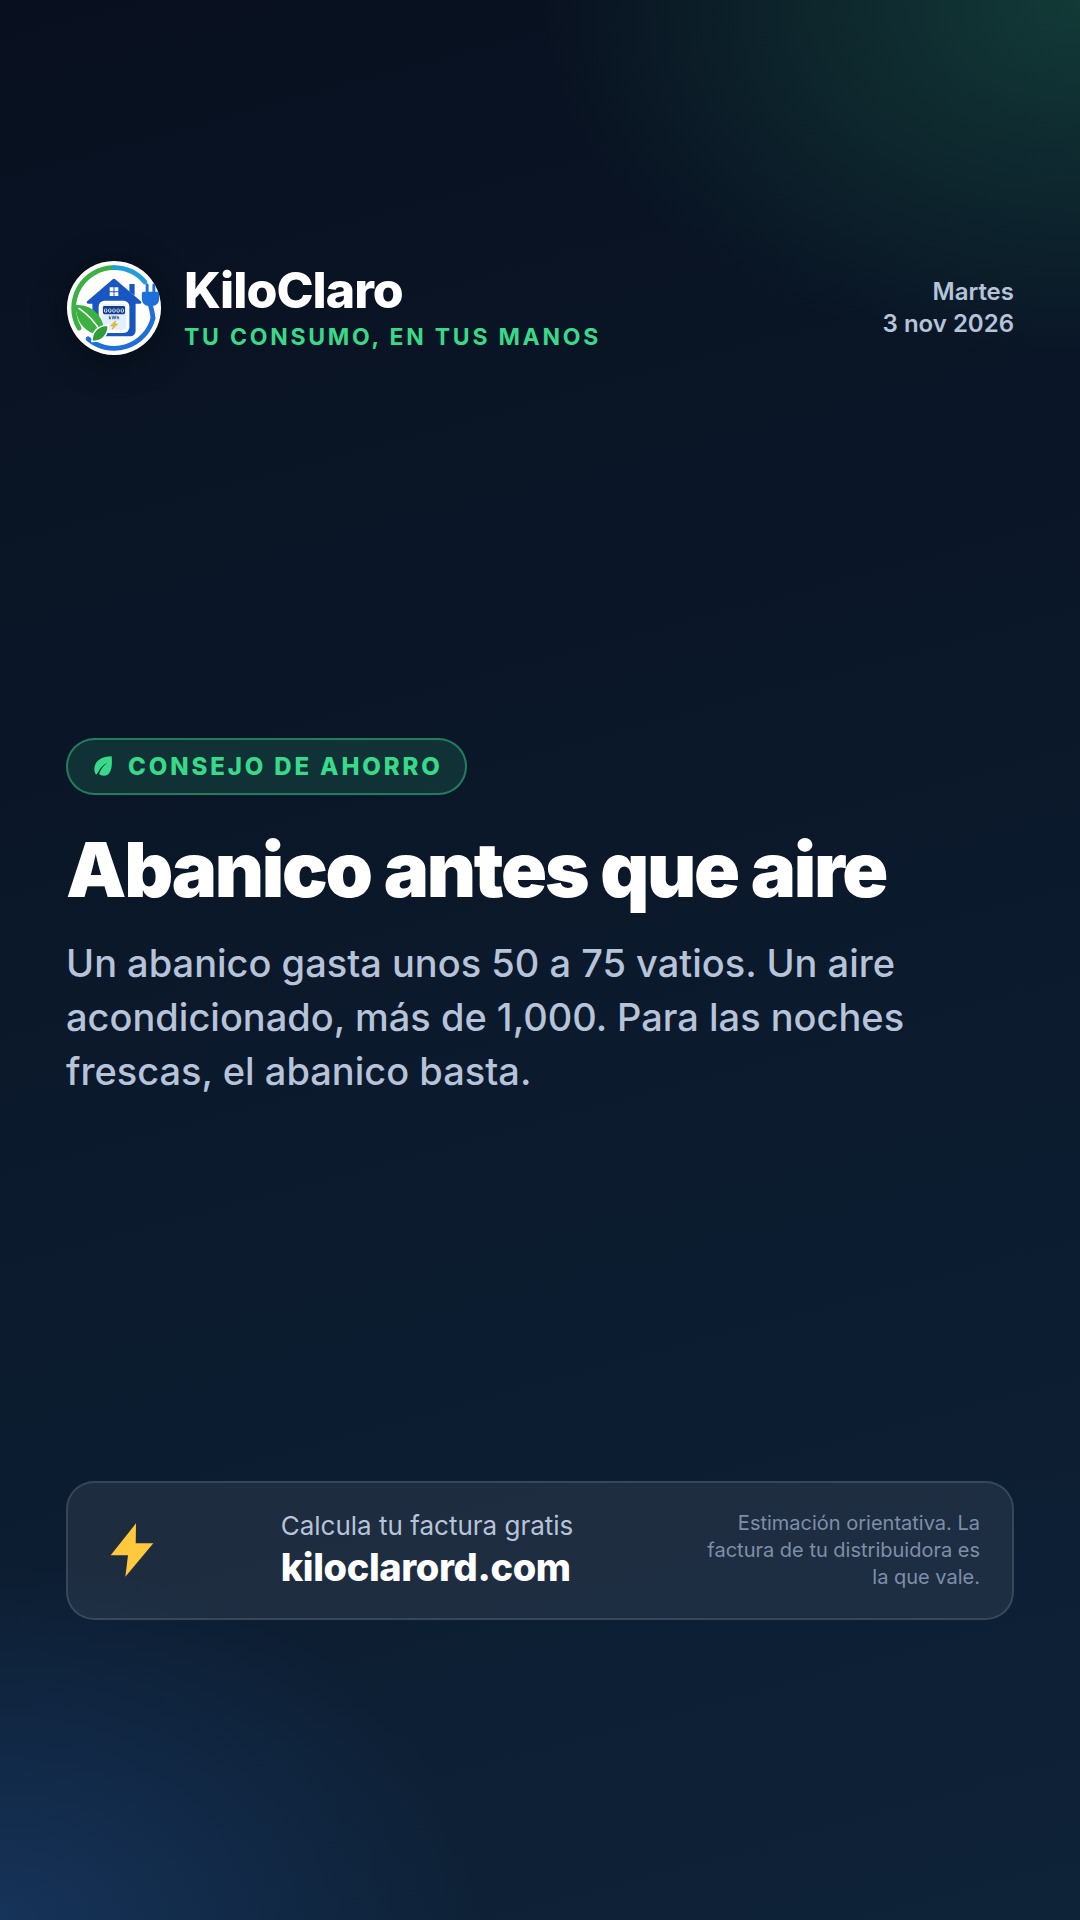 KiloClaro
TU CONSUMO, EN TUS MANOS
Martes
3 nov 2026
00000
kWh
CONSEJO DE AHORRO
Abanico antes que aire
Un abanico gasta unos 50 a 75 vatios. Un aire
acondicionado, más de 1,000. Para las noches
frescas, el abanico basta.
Calcula tu factura gratis
kiloclarord.com
Estimación orientativa. La
factura de tu distribuidora es
la que vale.